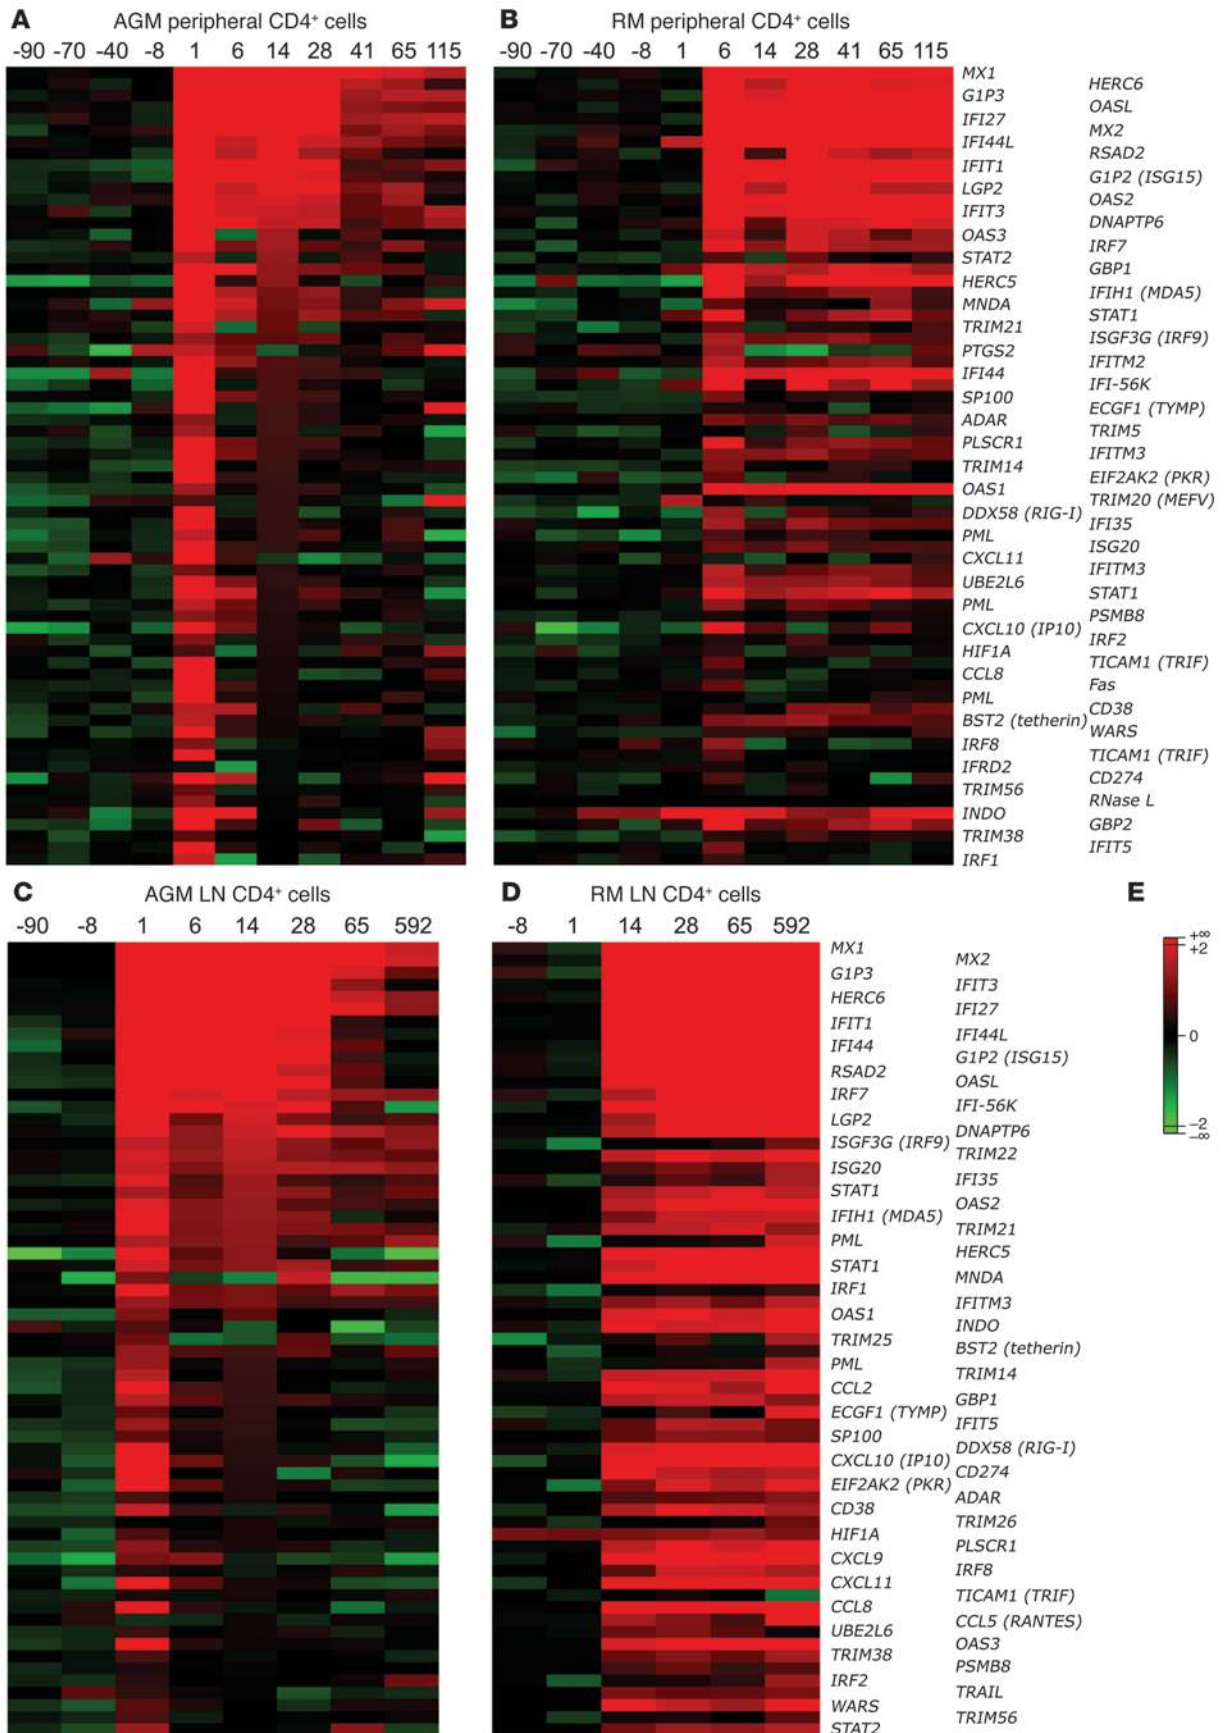 A AGM peripheral CD4+ cells
-90 -70 -40 -8 1 6 14 28 41 65 115
B RM peripheral CD4+ cells
-90 -70 -40 -8 1 6 14 28 41 65 115
MX1
HERC6
G1P3
OASL
IFI27
MX2
IFI44L
RSAD2
IFIT1
G1P2 (ISG15)
LGP2
OAS2
IFIT3
DNAPTP6
OAS3
IRF7
STAT2
GBP1
HERC5
IFIH1 (MDA5)
MNDA
STAT1
TRIM21
ISGF3G (IRF9)
PTGS2
IFITM2
IFI44
IFI-56K
SP100
ECGF1 (TYMP)
ADAR
TRIM5
PLSCR1
IFITM3
TRIM14
EIF2AK2 (PKR)
OAS1
TRIM20 (MEFV)
DDX58 (RIG-I)
IFI35
PML
ISG20
CXCL11
IFITM3
UBE2L6
STAT1
PML
PSMB8
CXCL10 (IP10)
IRF2
HIF1A
TICAM1 (TRIF)
CCL8
Fas
PML
CD38
BST2 (tetherin)
WARS
IRF8
TICAM1 (TRIF)
IFRD2
CD274
TRIM56
RNase L
INDO
GBP2
TRIM38
IFIT5
IRF1
C AGM LN CD4+ cells
-90 -8 1 6 14 28 65 592
D RM LN CD4+ cells
-8 1 14 28 65 592
MX1
MX2
G1P3
IFIT3
HERC6
IFI27
IFIT1
IFI44L
IFI44
G1P2 (ISG15)
RSAD2
OASL
IRF7
IFI-56K
LGP2
DNAPTP6
ISGF3G (IRF9)
TRIM22
ISG20
IFI35
STAT1
OAS2
IFIH1 (MDA5)
TRIM21
PML
HERC5
STAT1
MNDA
IRF1
IFITM3
OAS1
INDO
TRIM25
BST2 (tetherin)
PML
TRIM14
CCL2
GBP1
ECGF1 (TYMP)
IFIT5
SP100
DDX58 (RIG-I)
CXCL10 (IP10)
CD274
EIF2AK2 (PKR)
ADAR
CD38
TRIM26
HIF1A
PLSCR1
CXCL9
IRF8
CXCL11
TICAM1 (TRIF)
CCL8
CCL5 (RANTES)
UBE2L6
OAS3
TRIM38
PSMB8
IRF2
TRAIL
WARS
TRIM56
STAT2
E
+∞
+2
0
−2
−∞